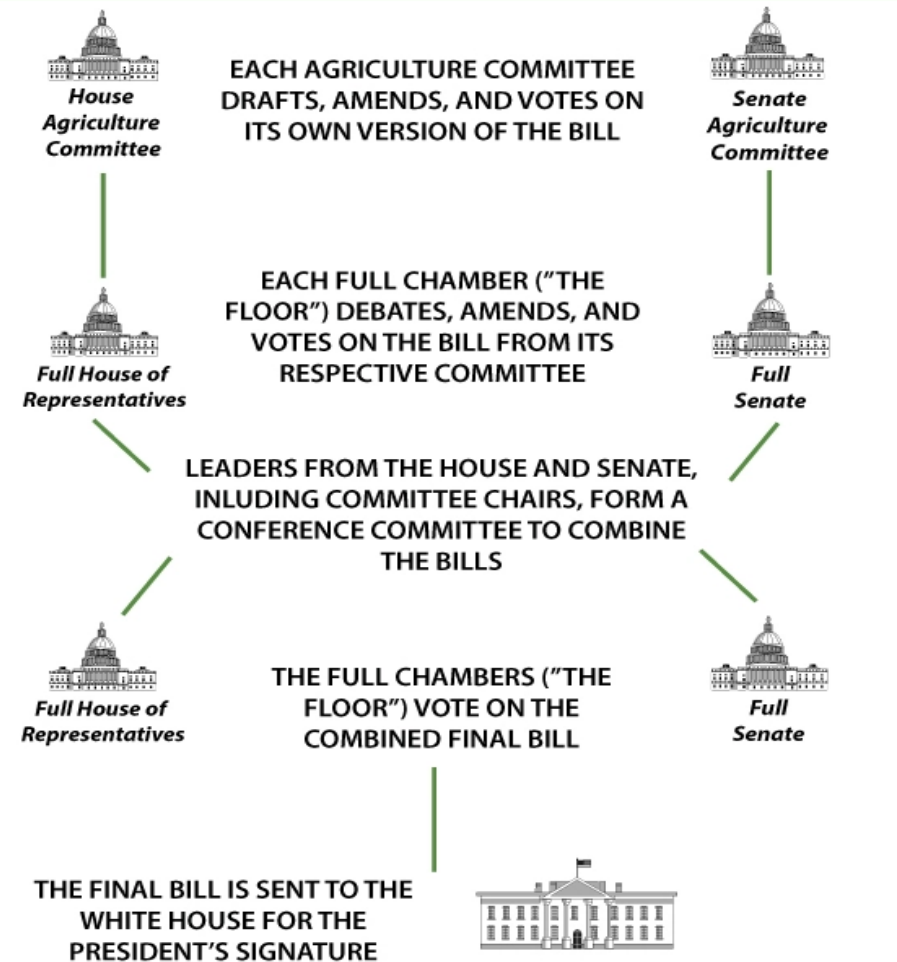 House
Agriculture
Committee
EACH AGRICULTURE COMMITTEE
DRAFTS, AMENDS, AND VOTES ON
ITS OWN VERSION OF THE BILL
Senate
Agriculture
Committee
EACH FULL CHAMBER (”THE
FLOOR”) DEBATES, AMENDS, AND
VOTES ON THE BILL FROM ITS
RESPECTIVE COMMITTEE
Full House of
Representatives
Full
Senate
LEADERS FROM THE HOUSE AND SENATE,
INLUDING COMMITTEE CHAIRS, FORM A
CONFERENCE COMMITTEE TO COMBINE
THE BILLS
Full House of
Representatives
THE FULL CHAMBERS (”THE
FLOOR”) VOTE ON THE
COMBINED FINAL BILL
Full
Senate
THE FINAL BILL IS SENT TO THE
WHITE HOUSE FOR THE
PRESIDENT’S SIGNATURE